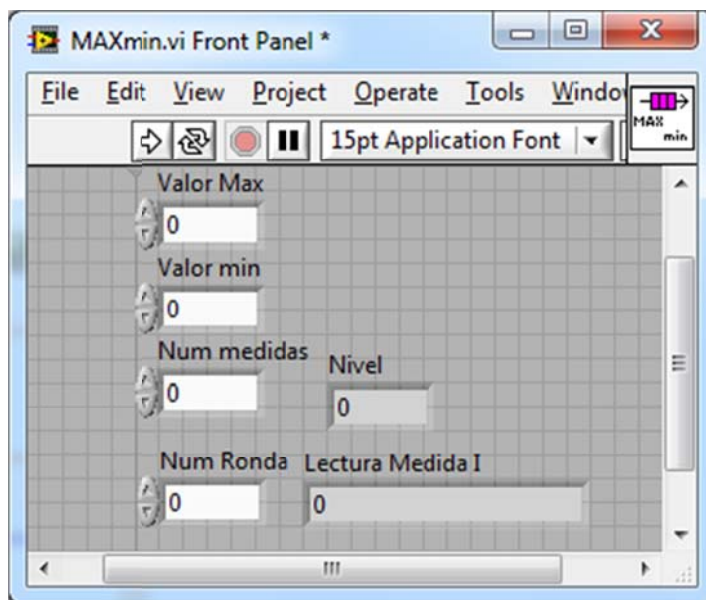 MAXmin.vi Front Panel *
File Edit View Project Operate Tools Windo
MAX
min
15pt Application Font
Valor Max
0
Valor min
0
Num medidas
0
Nivel
0
Num Ronda
0
Lectura Medida I
0